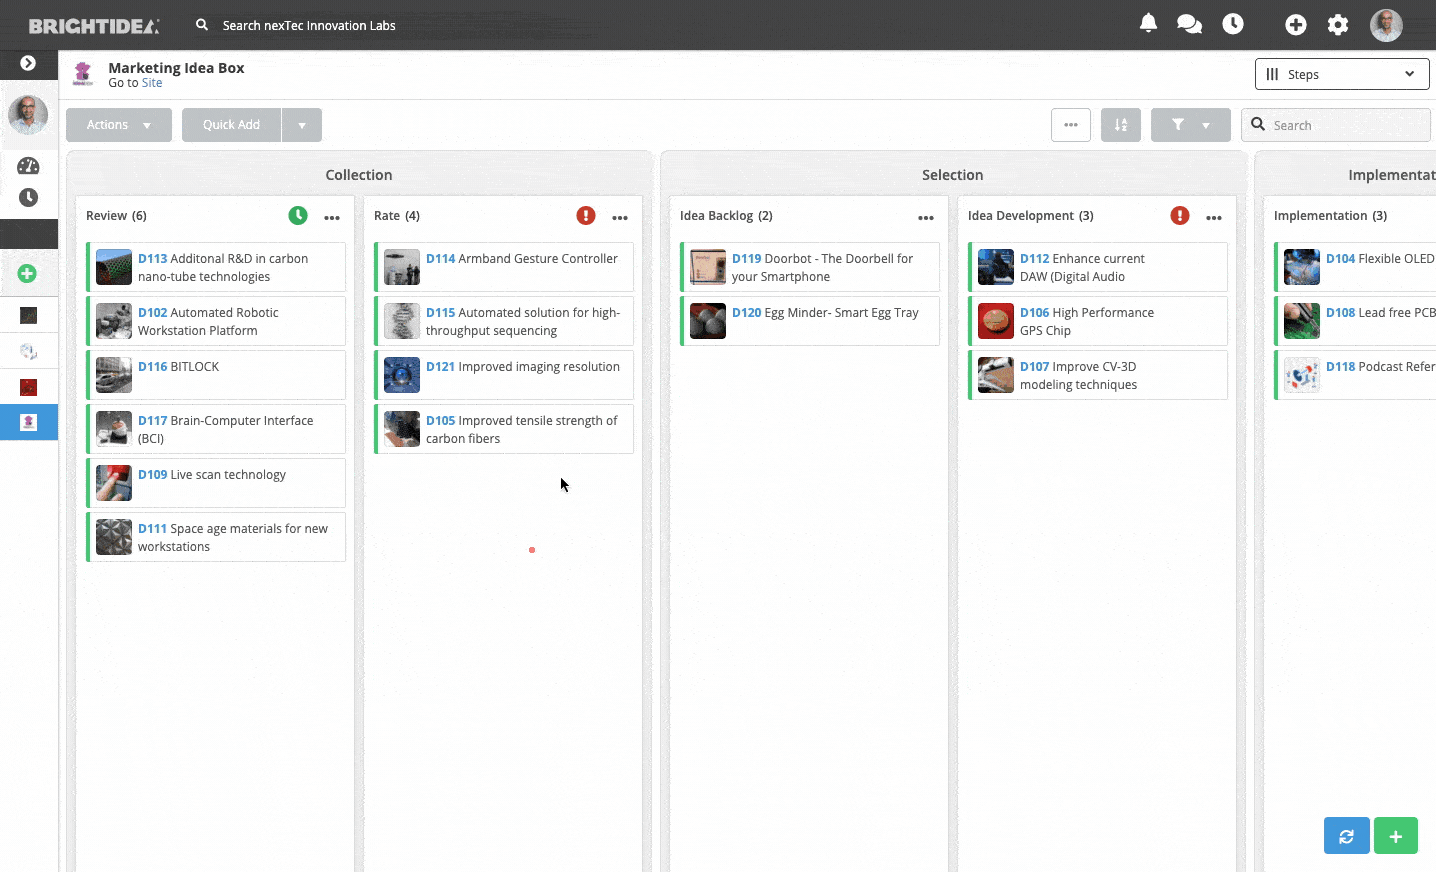 BRIGHTIDEA
Search nexTec Innovation Labs
Marketing Idea Box
Go to Site
Steps
Actions
Quick Add
Search
Collection
Review (6)
D113 Additonal R&D in carbon
nano-tube technologies
D102 Automated Robotic
Workstation Platform
D116 BITLOCK
D117 Brain-Computer Interface
(BCI)
D109 Live scan technology
D111 Space age materials for new
workstations
Rate (4)
D114 Armband Gesture Controller
D115 Automated solution for high-
throughput sequencing
D121 Improved imaging resolution
D105 Improved tensile strength of
carbon fibers
Selection
Idea Backlog (2)
D119 Doorbot - The Doorbell for
your Smartphone
D120 Egg Minder- Smart Egg Tray
Idea Development (3)
D112 Enhance current
DAW (Digital Audio
D106 High Performance
GPS Chip
D107 Improve CV-3D
modeling techniques
Implementat
Implementation (3)
D104 Flexible OLED
D108 Lead free PCB
D118 Podcast Refer